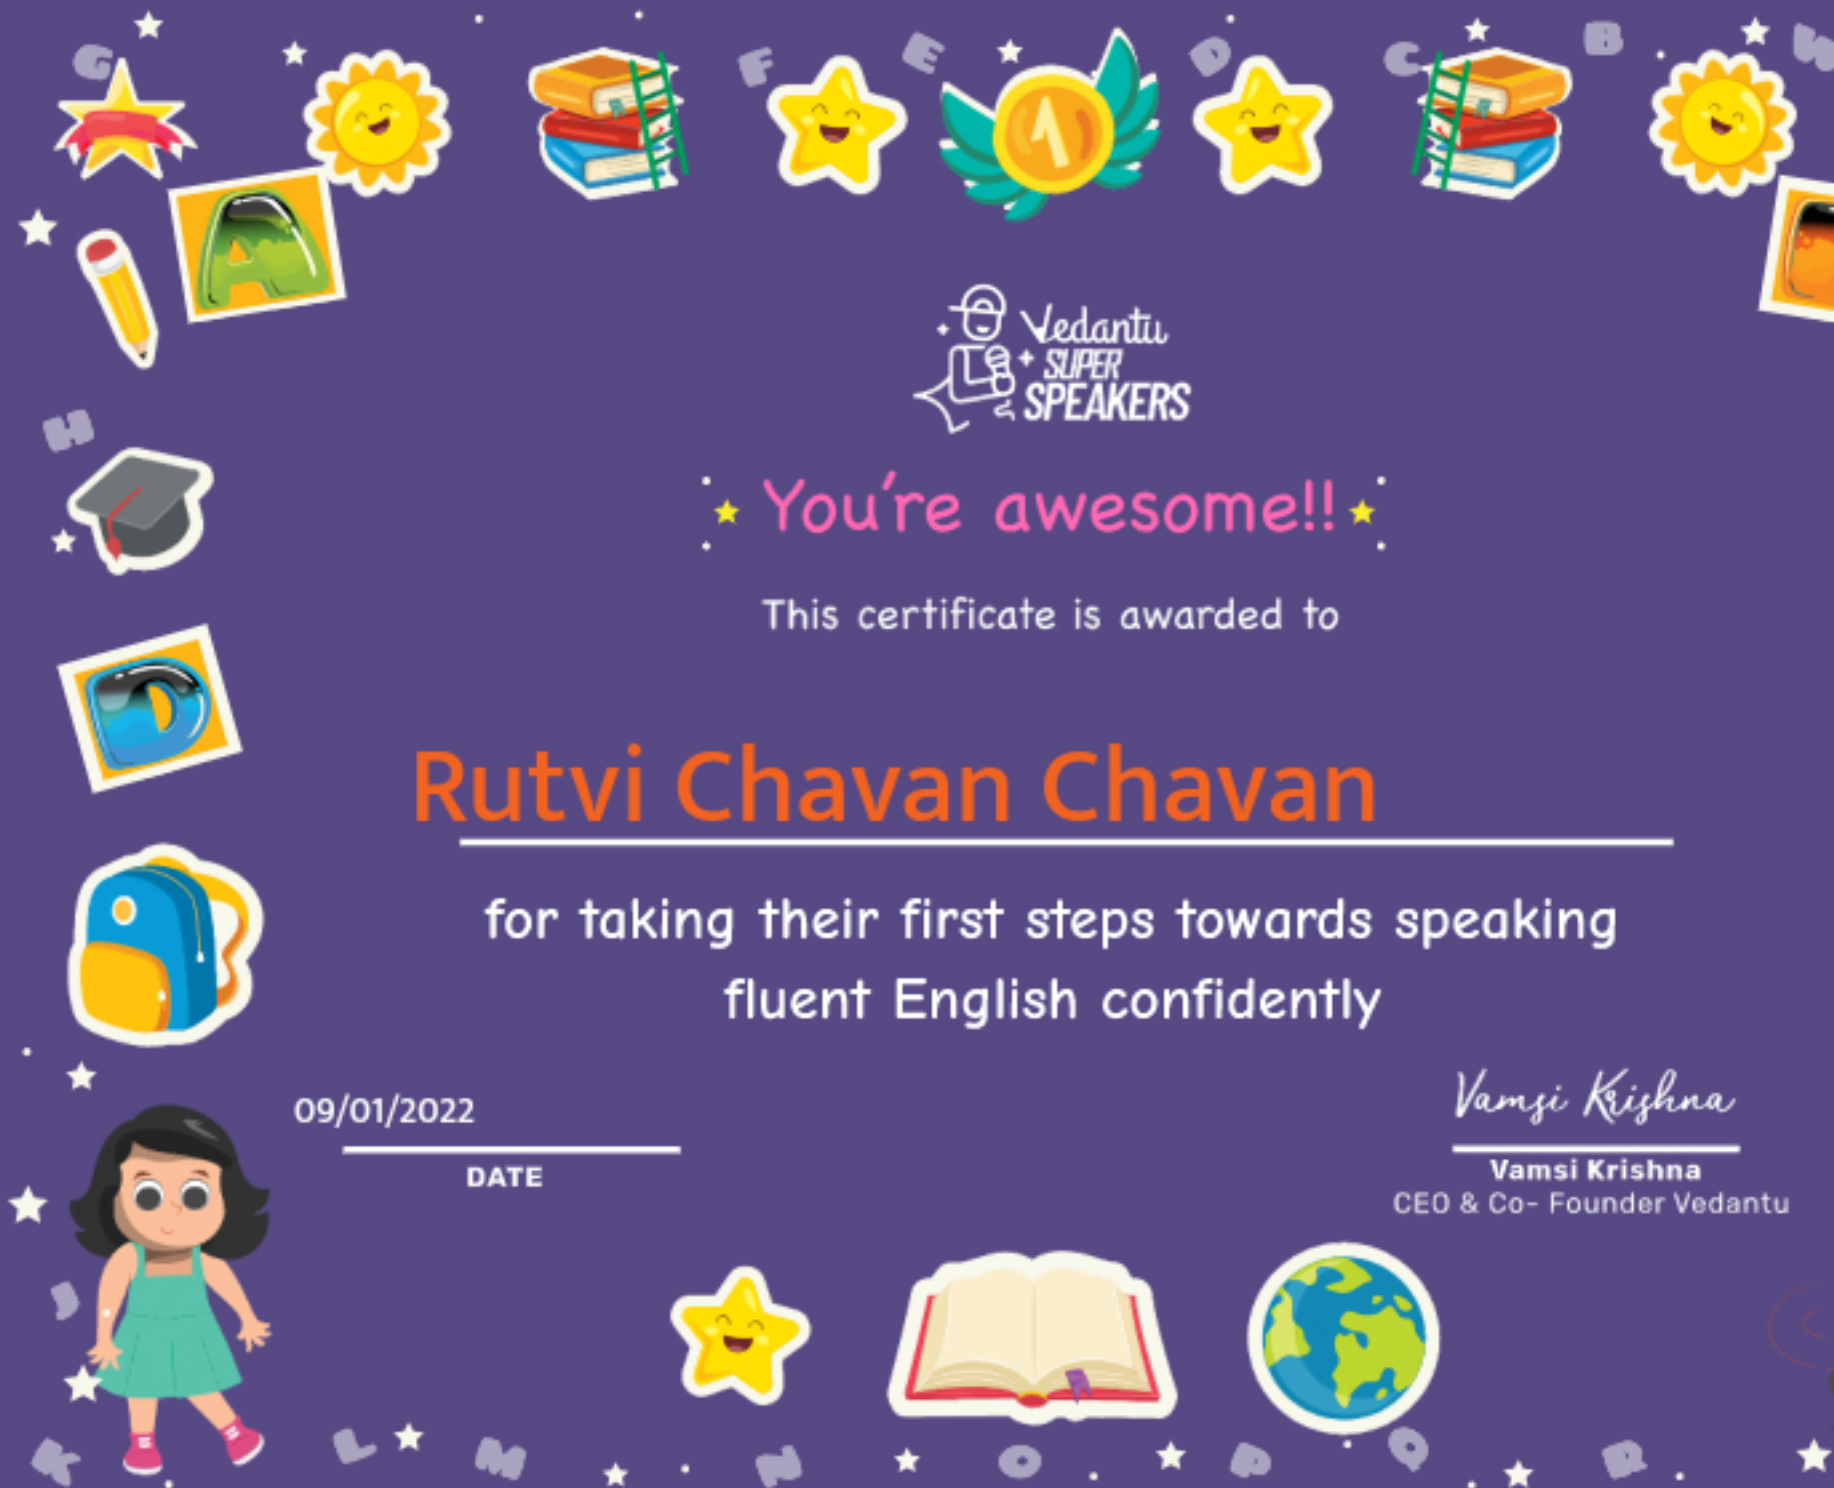 G F E D C B W
1
A
Vedantu
SUPER
SPEAKERS
H
You're awesome!!
This certificate is awarded to
D
Rutvi Chavan Chavan
for taking their first steps towards speaking
fluent English confidently
09/01/2022
DATE
Vamsi Krishna
Vamsi Krishna
CEO & Co- Founder Vedantu
J
K L M N O P Q R